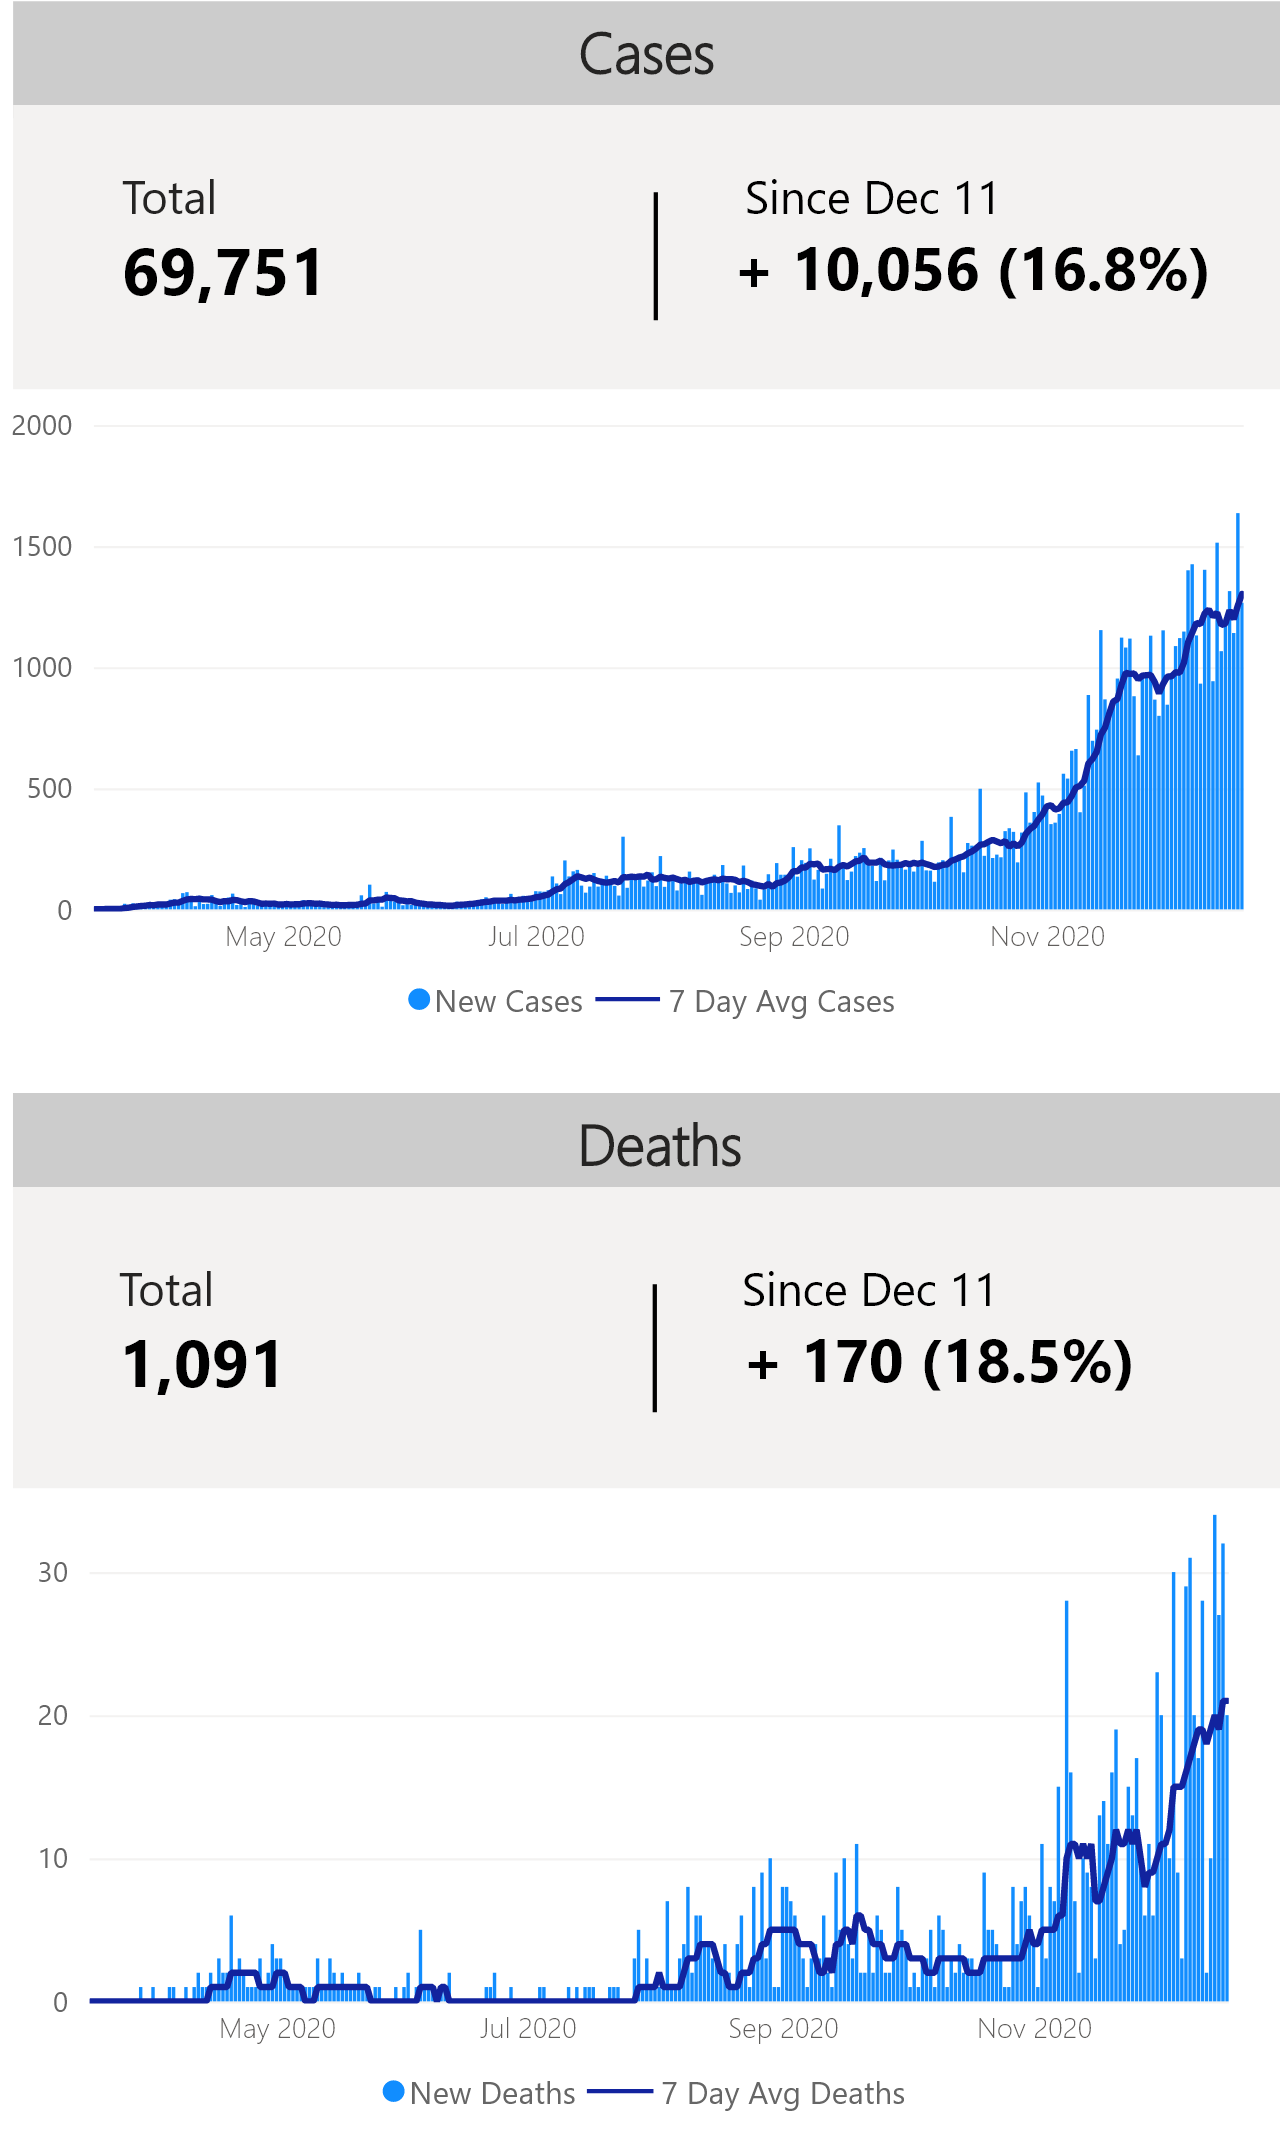 Cases
Total
Since Dec 11
69,751
+ 10,056 (16.8%)
2000
1500
1000
500
0
May 2020
Jul 2020
Sep 2020
Nov 2020
New Cases
7 Day Avg Cases
Deaths
Total
Since Dec 11
1,091
+ 170 (18.5%)
30
20
10
0
May 2020
Jul 2020
Sep 2020
Nov 2020
New Deaths
7 Day Avg Deaths